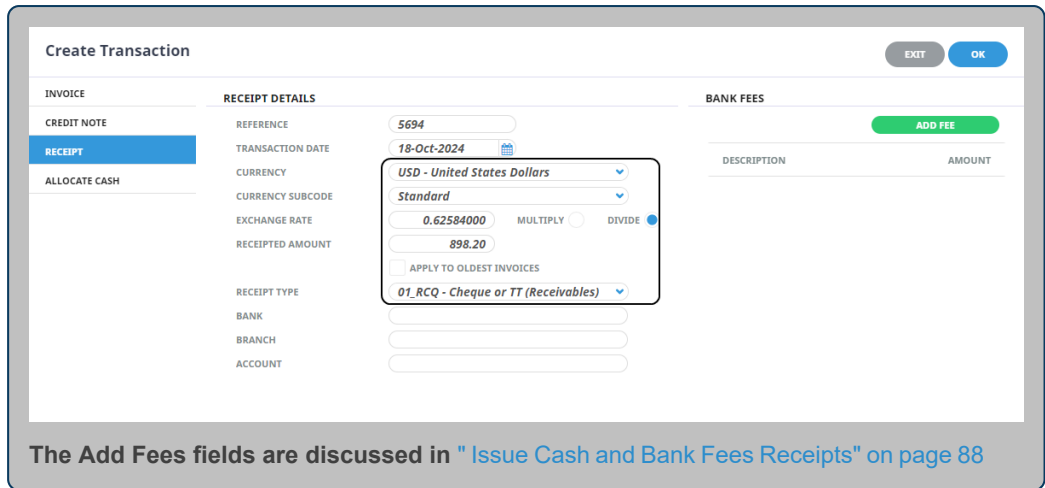 Create Transaction
EXIT OK
INVOICE
CREDIT NOTE
RECEIPT
ALLOCATE CASH
RECEIPT DETAILS
REFERENCE 5694
TRANSACTION DATE 18-Oct-2024
CURRENCY USD - United States Dollars
CURRENCY SUBCODE Standard
EXCHANGE RATE 0.62584000 MULTIPLY DIVIDE
RECEIPTED AMOUNT 898.20
APPLY TO OLDEST INVOICES
RECEIPT TYPE 01_RCQ - Cheque or TT (Receivables)
BANK
BRANCH
ACCOUNT
BANK FEES
ADD FEE
DESCRIPTION AMOUNT
The Add Fees fields are discussed in " Issue Cash and Bank Fees Receipts" on page 88